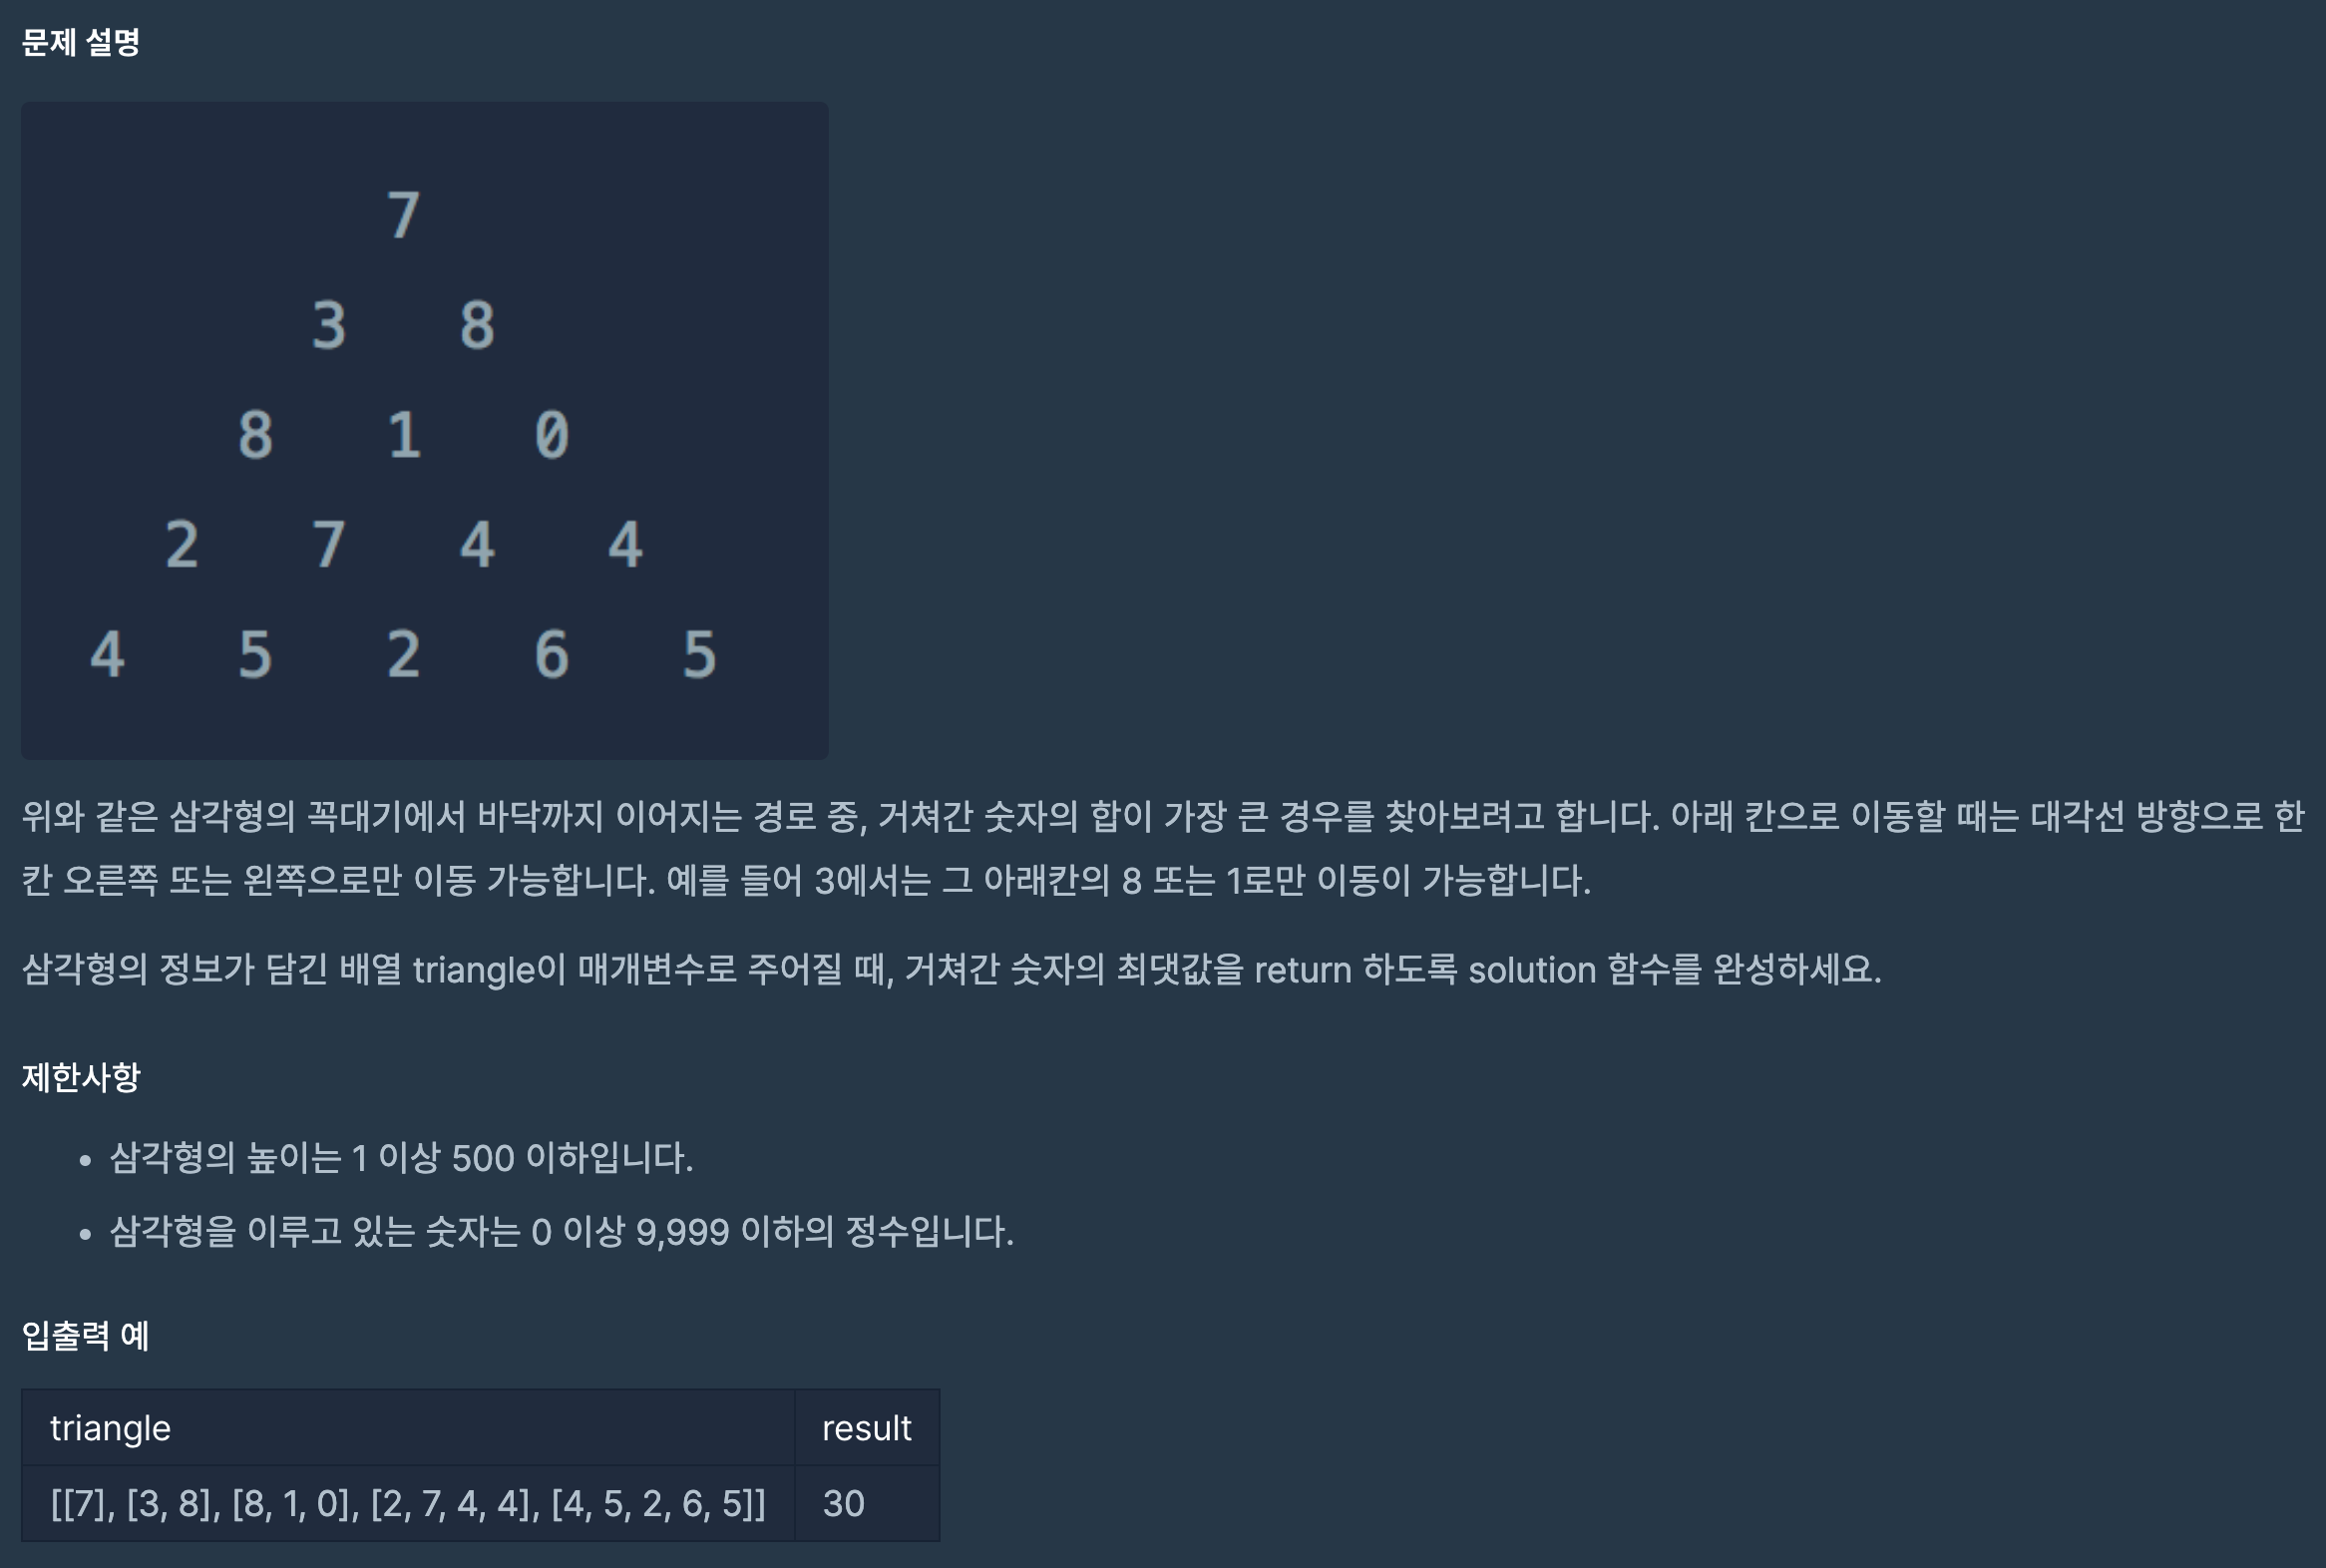 문제 설명
7
3 8
8 1 0
2 7 4 4
4 5 2 6 5
위와 같은 삼각형의 꼭대기에서 바닥까지 이어지는 경로 중, 거쳐간 숫자의 합이 가장 큰 경우를 찾아보려고 합니다. 아래 칸으로 이동할 때는 대각선 방향으로 한
칸 오른쪽 또는 왼쪽으로만 이동 가능합니다. 예를 들어 3에서는 그 아래칸의 8 또는 1로만 이동이 가능합니다.
삼각형의 정보가 담긴 배열 triangle이 매개변수로 주어질 때, 거쳐간 숫자의 최댓값을 return 하도록 solution 함수를 완성하세요.
제한사항
• 삼각형의 높이는 1 이상 500 이하입니다.
• 삼각형을 이루고 있는 숫자는 0 이상 9,999 이하의 정수입니다.
입출력 예
triangle result
[[7], [3, 8], [8, 1, 0], [2, 7, 4, 4], [4, 5, 2, 6, 5]] 30